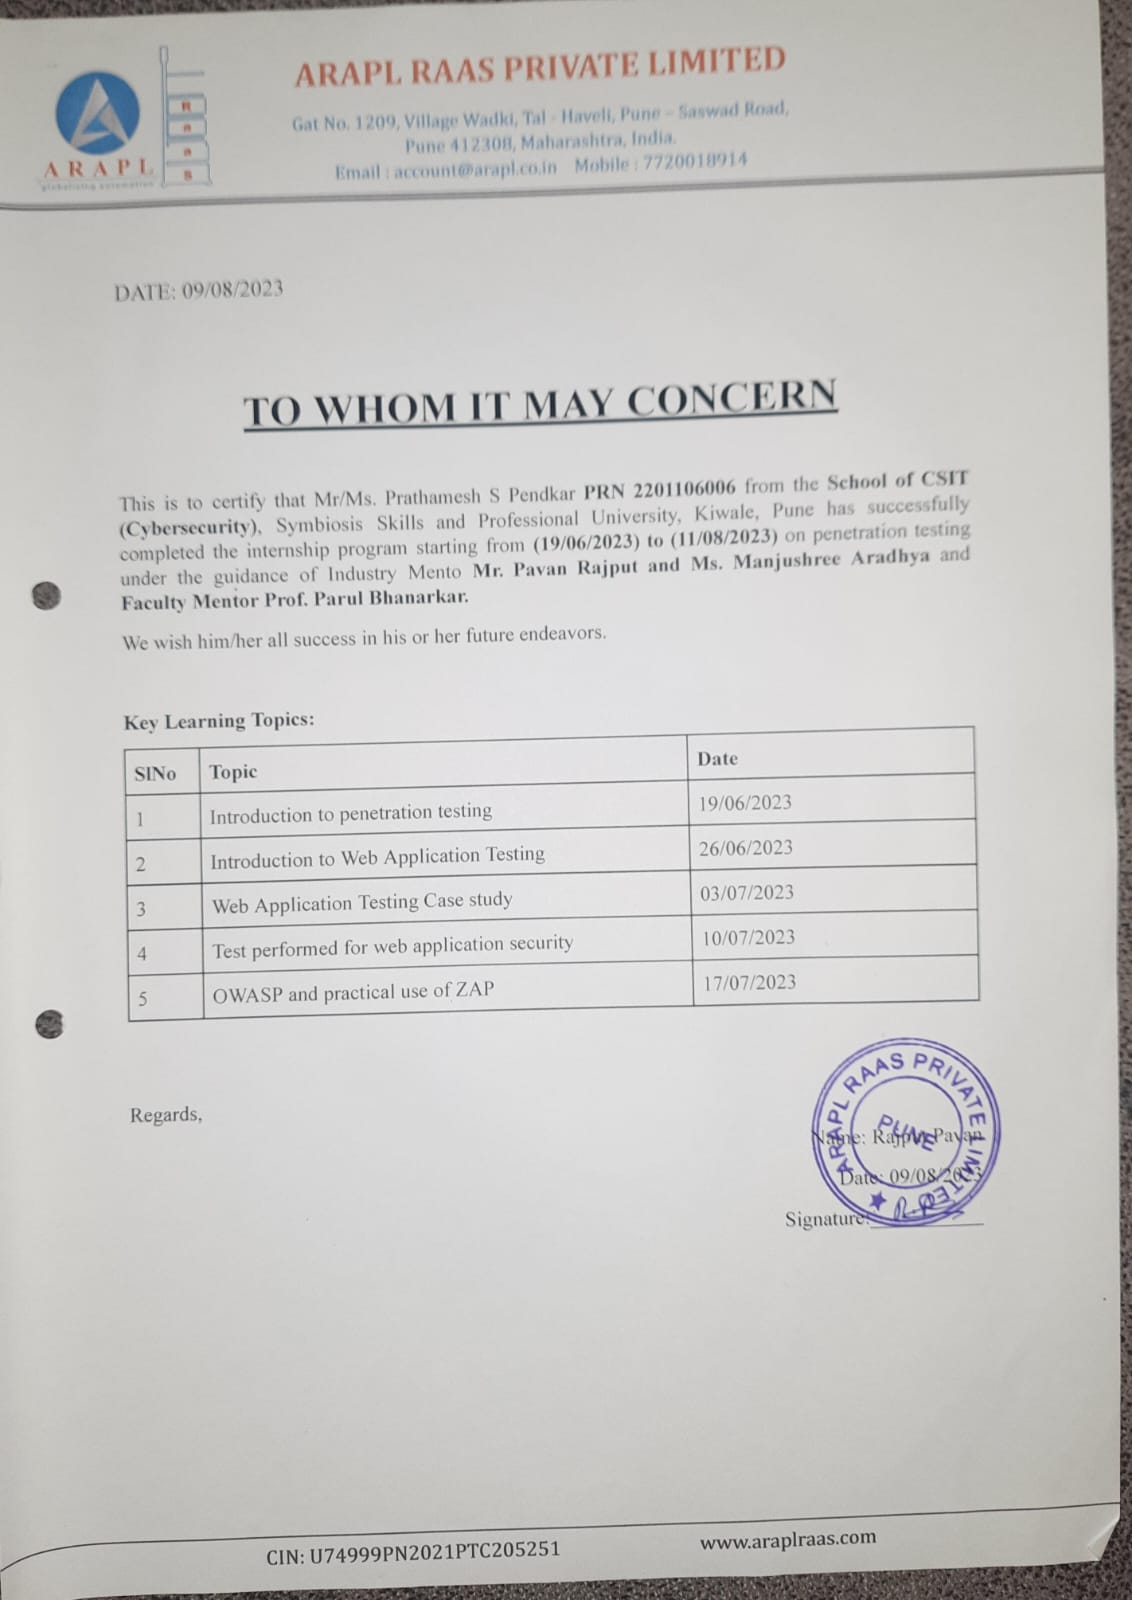 ARAPL RAAS PRIVATE LIMITED
Gat No. 1209, Village Wadki, Tal - Haveli, Pune - Saswad Road,
Pune 412308, Maharashtra, India.
Email : account@arapl.co.in Mobile : 7720018914
ARAPL
globalising automation
R
a
a
S
DATE: 09/08/2023
TO WHOM IT MAY CONCERN
This is to certify that Mr/Ms. Prathamesh S Pendkar PRN 2201106006 from the School of CSIT
(Cybersecurity), Symbiosis Skills and Professional University, Kiwale, Pune has successfully
completed the internship program starting from (19/06/2023) to (11/08/2023) on penetration testing
under the guidance of Industry Mento Mr. Pavan Rajput and Ms. Manjushree Aradhya and
Faculty Mentor Prof. Parul Bhanarkar.
We wish him/her all success in his or her future endeavors.
Key Learning Topics:
SlNo Topic Date
1 Introduction to penetration testing 19/06/2023
2 Introduction to Web Application Testing 26/06/2023
3 Web Application Testing Case study 03/07/2023
4 Test performed for web application security 10/07/2023
5 OWASP and practical use of ZAP 17/07/2023
Regards,
ARAPL RAAS PRIVATE LIMITED
PUNE
Name: Rajput Pavan
Date: 09/08/2023
Signature:
CIN: U74999PN2021PTC205251 www.araplraas.com